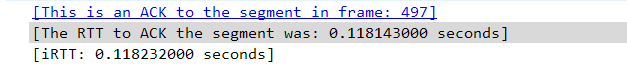 [This is an ACK to the segment in frame: 497]
[The RTT to ACK the segment was: 0.118143000 seconds]
[iRTT: 0.118232000 seconds]